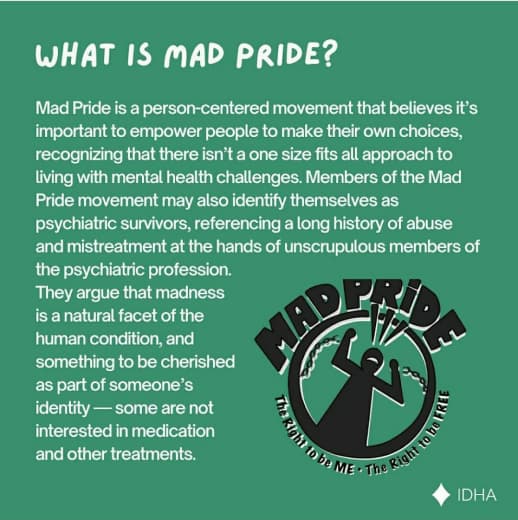 WHAT IS MAD PRIDE?
Mad Pride is a person-centered movement that believes it's
important to empower people to make their own choices,
recognizing that there isn't a one size fits all approach to
living with mental health challenges. Members of the Mad
Pride movement may also identify themselves as
psychiatric survivors, referencing a long history of abuse
and mistreatment at the hands of unscrupulous members of
the psychiatric profession.
They argue that madness
is a natural facet of the
human condition, and
something to be cherished
as part of someone's
identity — some are not
interested in medication
and other treatments.
MAD PRIDE
The Right to be ME • The Right to be FREE
IDHA